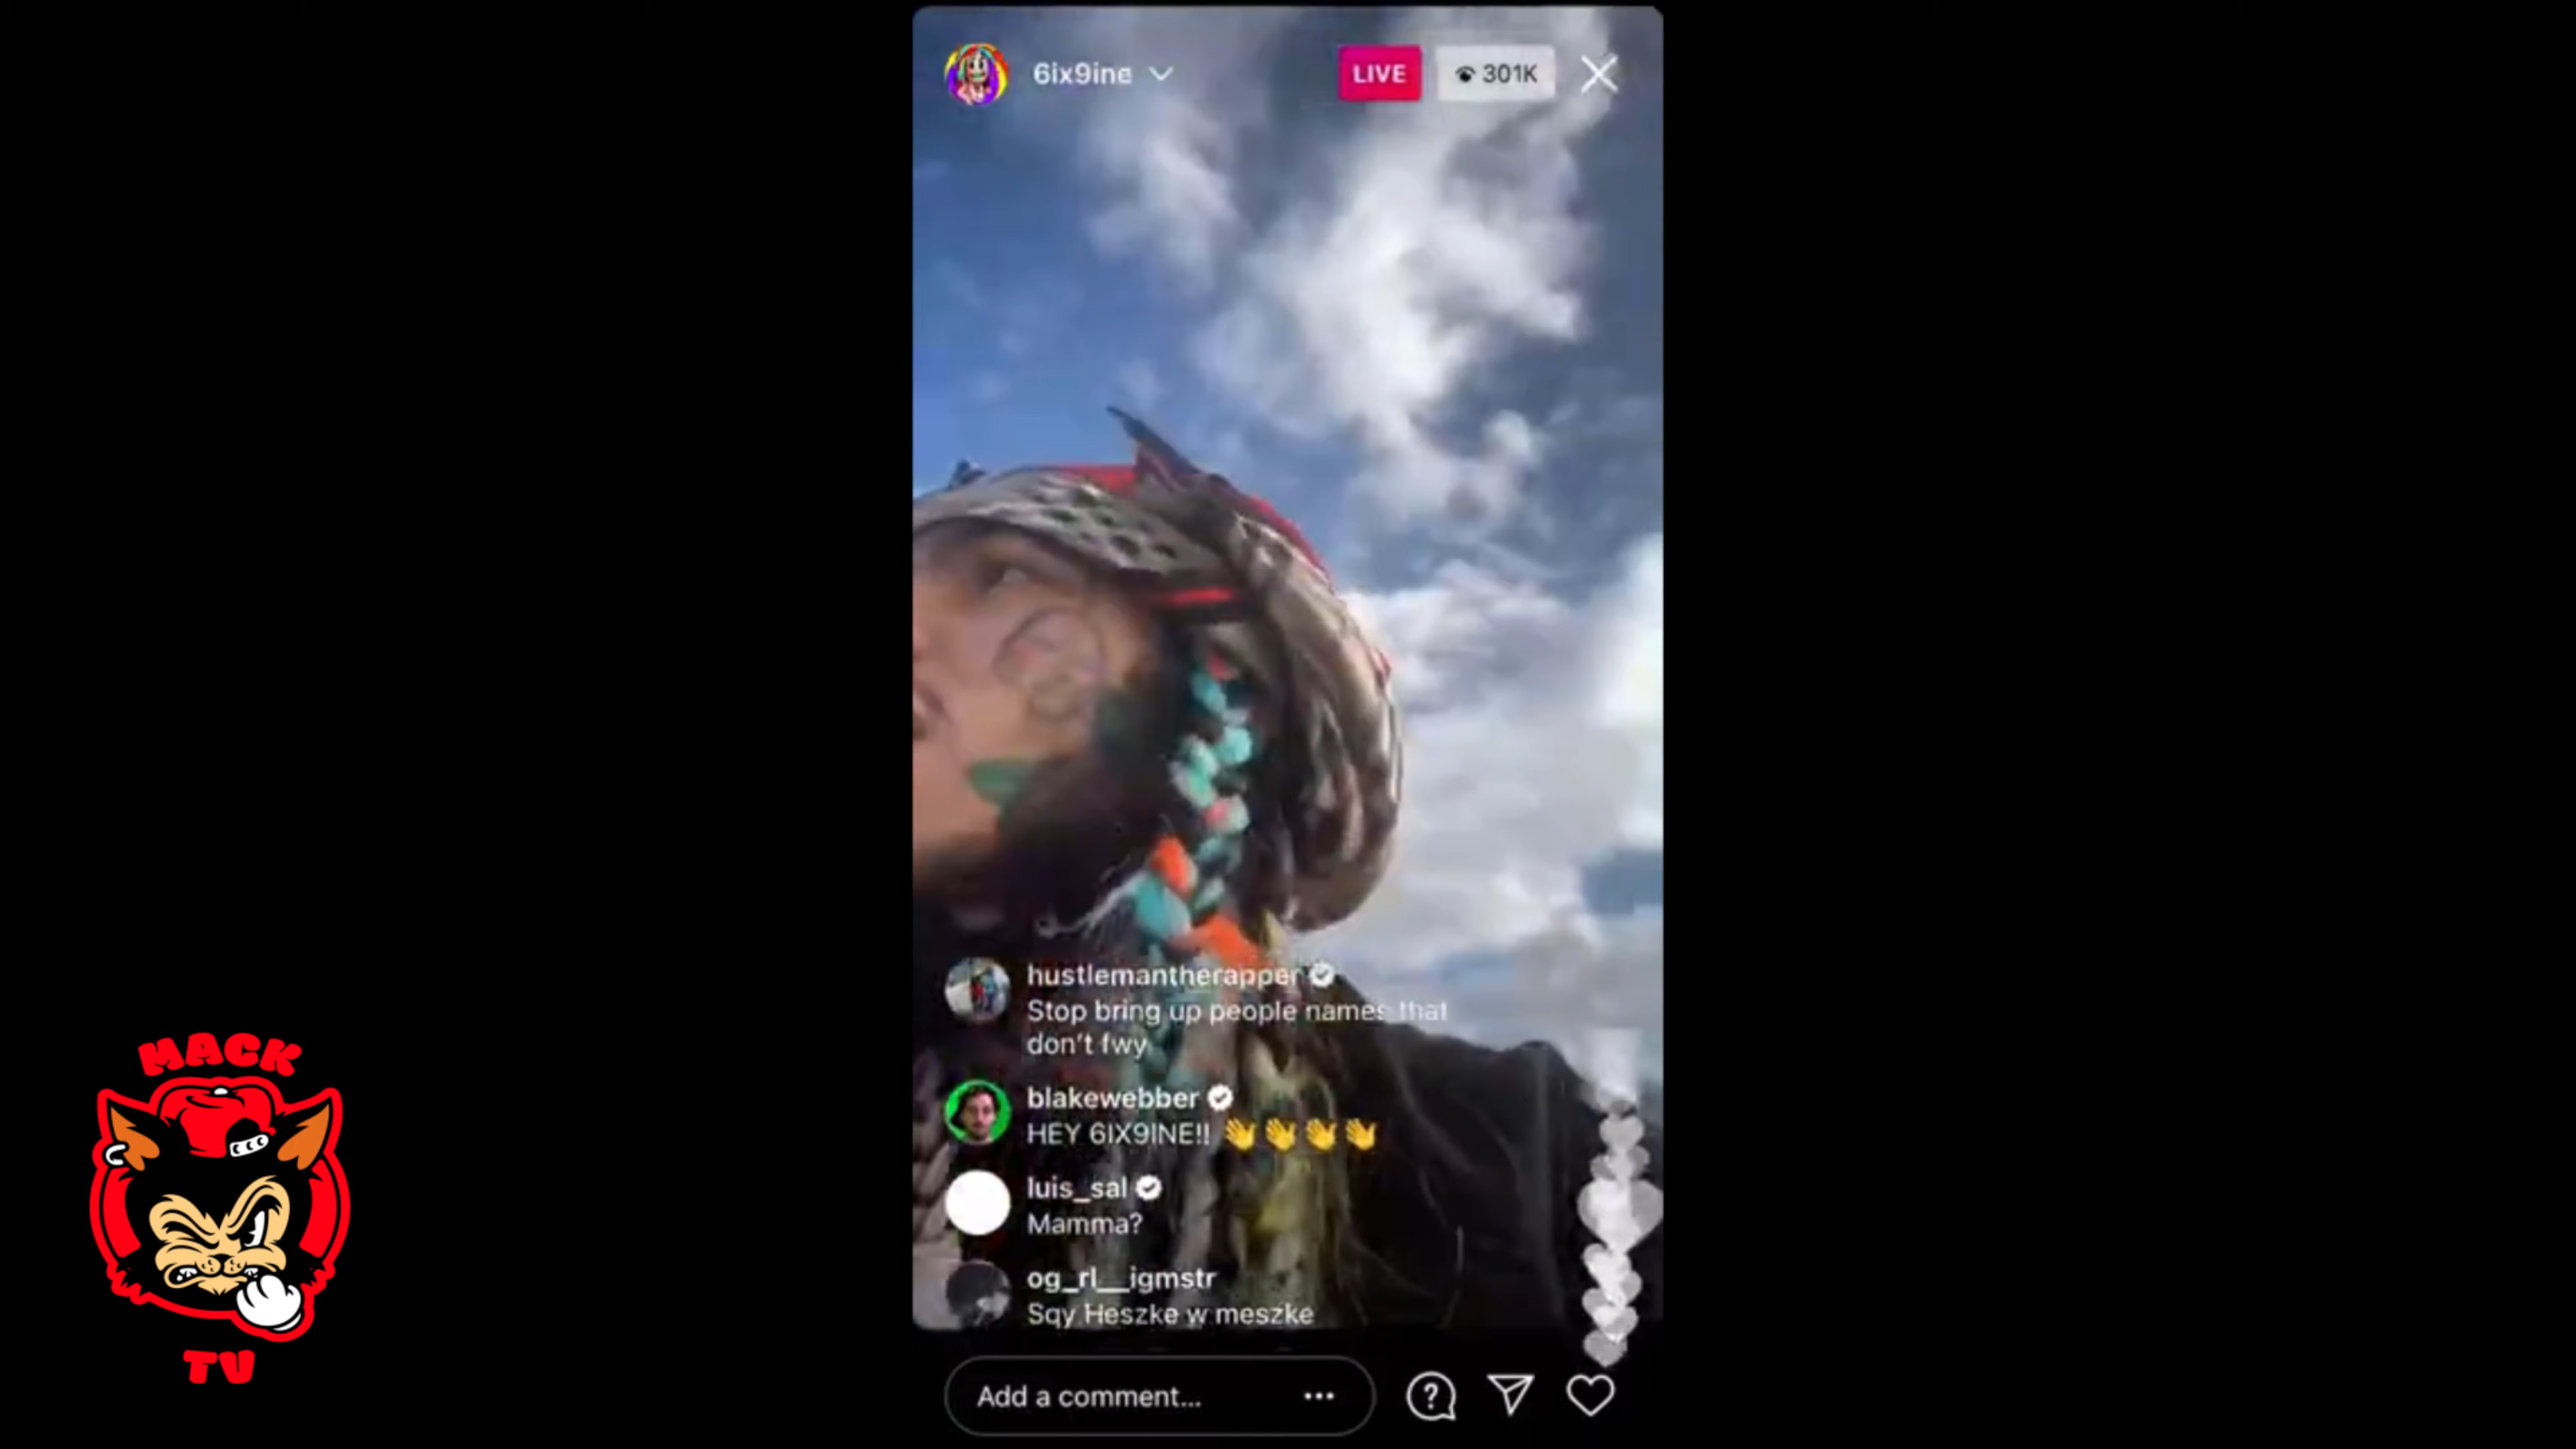 6ix9ine
LIVE
301K
hustlemantherapper
Stop bring up people names that
don't fwy
blakewebber
HEY 6IX9INE!! 👋👋👋👋
luis_sal
Mamma?
og_rl__igmstr
Sqy Heszke w meszke
Add a comment...
MACK
TV